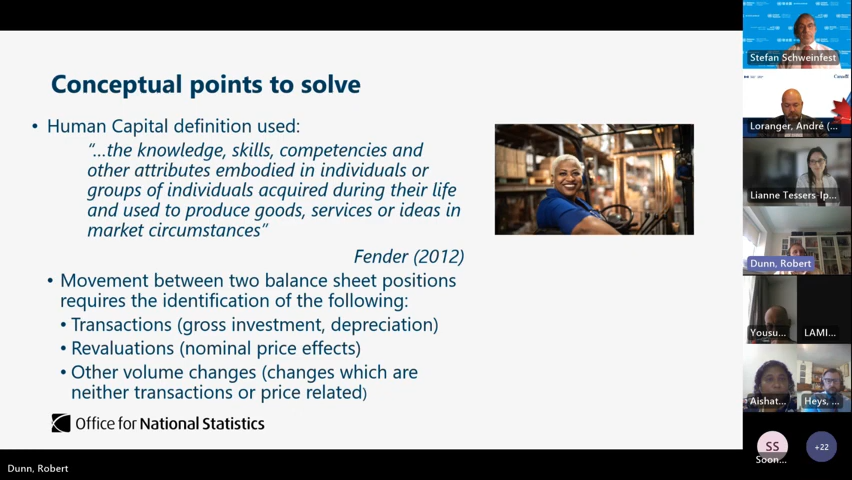 Conceptual points to solve
• Human Capital definition used:
“...the knowledge, skills, competencies and
other attributes embodied in individuals or
groups of individuals acquired during their life
and used to produce goods, services or ideas in
market circumstances”
Fender (2012)
• Movement between two balance sheet positions
requires the identification of the following:
• Transactions (gross investment, depreciation)
• Revaluations (nominal price effects)
• Other volume changes (changes which are
neither transactions or price related)
Office for National Statistics
Dunn, Robert
Stefan Schweinfest
Canada
Loranger, André (...
Lianne Tessers-Ip...
Dunn, Robert
Yousu...
LAMI...
Aishat...
Heys, ...
SS
Soon...
+22